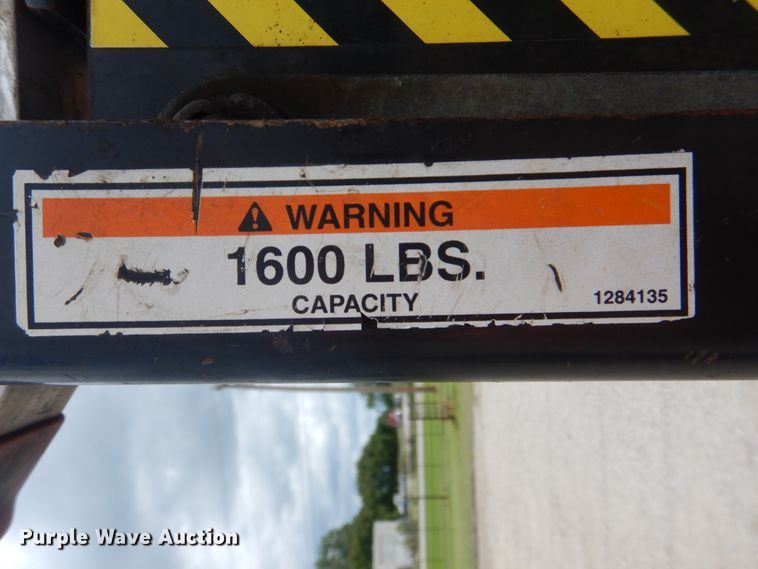 WARNING
1600 LBS.
CAPACITY
1284135
Purple Wave Auction